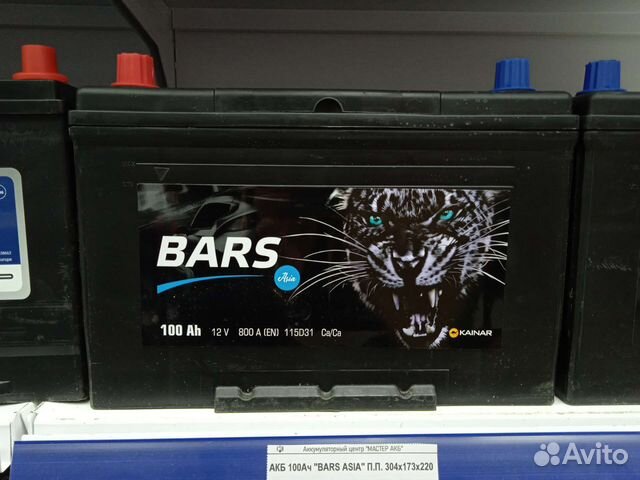 BARS
Asia
100 Ah 12 V 800 A (EN) 115D31 Ca/Ca
KAINAR
Аккумуляторный центр "МАСТЕР АКБ"
АКБ 100Ач "BARS ASIA" П.П. 304x173x220
Avito